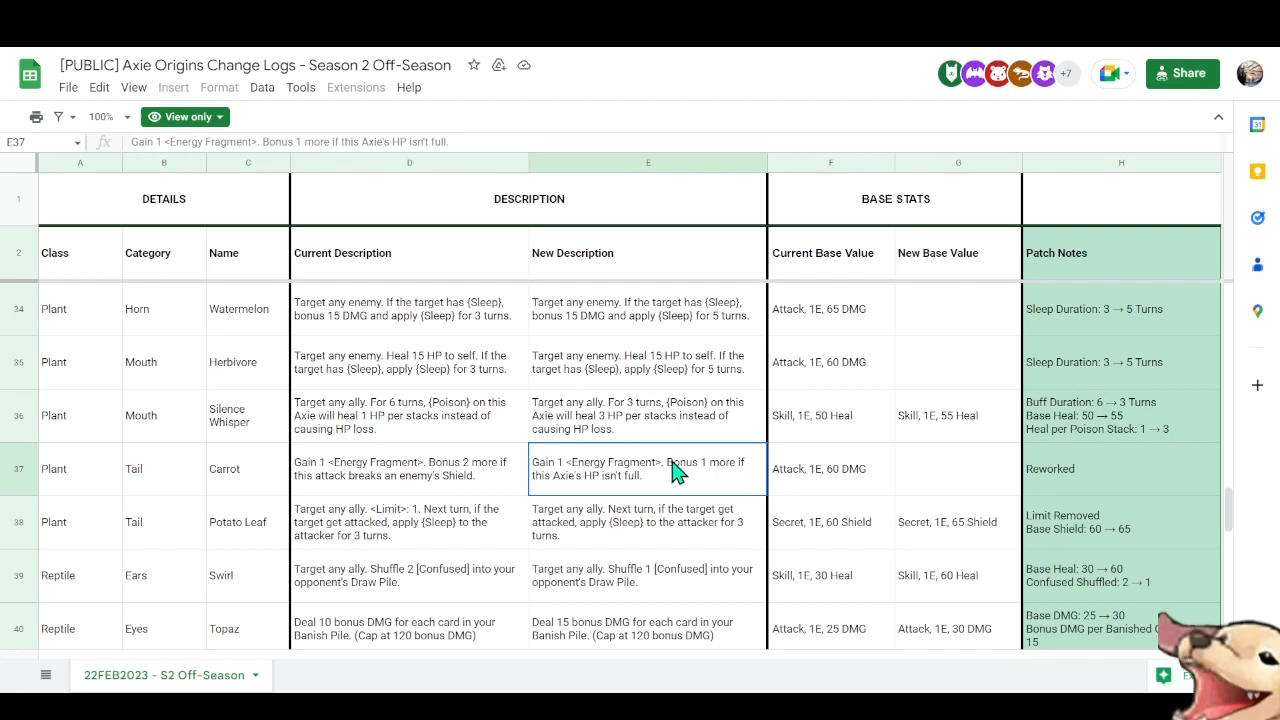 [PUBLIC] Axie Origins Change Logs - Season 2 Off-Season
+7
Share
File Edit View Insert Format Data Tools Extensions Help
100%
View only
E37
fx
Gain 1 <Energy Fragment>. Bonus 1 more if this Axie's HP isn't full.
A B C D E F G H
1
DETAILS
DESCRIPTION
BASE STATS
2
Class
Category
Name
Current Description
New Description
Current Base Value
New Base Value
Patch Notes
34
Plant
Horn
Watermelon
Target any enemy. If the target has {Sleep},
bonus 15 DMG and apply {Sleep} for 3 turns.
Target any enemy. If the target has {Sleep},
bonus 15 DMG and apply {Sleep} for 5 turns.
Attack, 1E, 65 DMG
Sleep Duration: 3 → 5 Turns
35
Plant
Mouth
Herbivore
Target any enemy. Heal 15 HP to self. If the
target has {Sleep}, apply {Sleep} for 3 turns.
Target any enemy. Heal 15 HP to self. If the
target has {Sleep}, apply {Sleep} for 5 turns.
Attack, 1E, 60 DMG
Sleep Duration: 3 → 5 Turns
36
Plant
Mouth
Silence
Whisper
Target any ally. For 6 turns, {Poison} on this
Axie will heal 1 HP per stacks instead of
causing HP loss.
Target any ally. For 3 turns, {Poison} on this
Axie will heal 3 HP per stacks instead of
causing HP loss.
Skill, 1E, 50 Heal
Skill, 1E, 55 Heal
Buff Duration: 6 → 3 Turns
Base Heal: 50 → 55
Heal per Poison Stack: 1 → 3
37
Plant
Tail
Carrot
Gain 1 <Energy Fragment>. Bonus 2 more if
this attack breaks an enemy's Shield.
Gain 1 <Energy Fragment>. Bonus 1 more if
this Axie's HP isn't full.
Attack, 1E, 60 DMG
Reworked
38
Plant
Tail
Potato Leaf
Target any ally. <Limit>: 1. Next turn, if the
target get attacked, apply {Sleep} to the
attacker for 3 turns.
Target any ally. Next turn, if the target get
attacked, apply {Sleep} to the attacker for 3
turns.
Secret, 1E, 60 Shield
Secret, 1E, 65 Shield
Limit Removed
Base Shield: 60 → 65
39
Reptile
Ears
Swirl
Target any ally. Shuffle 2 [Confused] into your
opponent's Draw Pile.
Target any ally. Shuffle 1 [Confused] into your
opponent's Draw Pile.
Skill, 1E, 30 Heal
Skill, 1E, 60 Heal
Base Heal: 30 → 60
Confused Shuffled: 2 → 1
40
Reptile
Eyes
Topaz
Deal 10 bonus DMG for each card in your
Banish Pile. (Cap at 120 bonus DMG)
Deal 15 bonus DMG for each card in your
Banish Pile. (Cap at 120 bonus DMG)
Attack, 1E, 25 DMG
Attack, 1E, 30 DMG
Base DMG: 25 → 30
Bonus DMG per Banished
15
22FEB2023 - S2 Off-Season